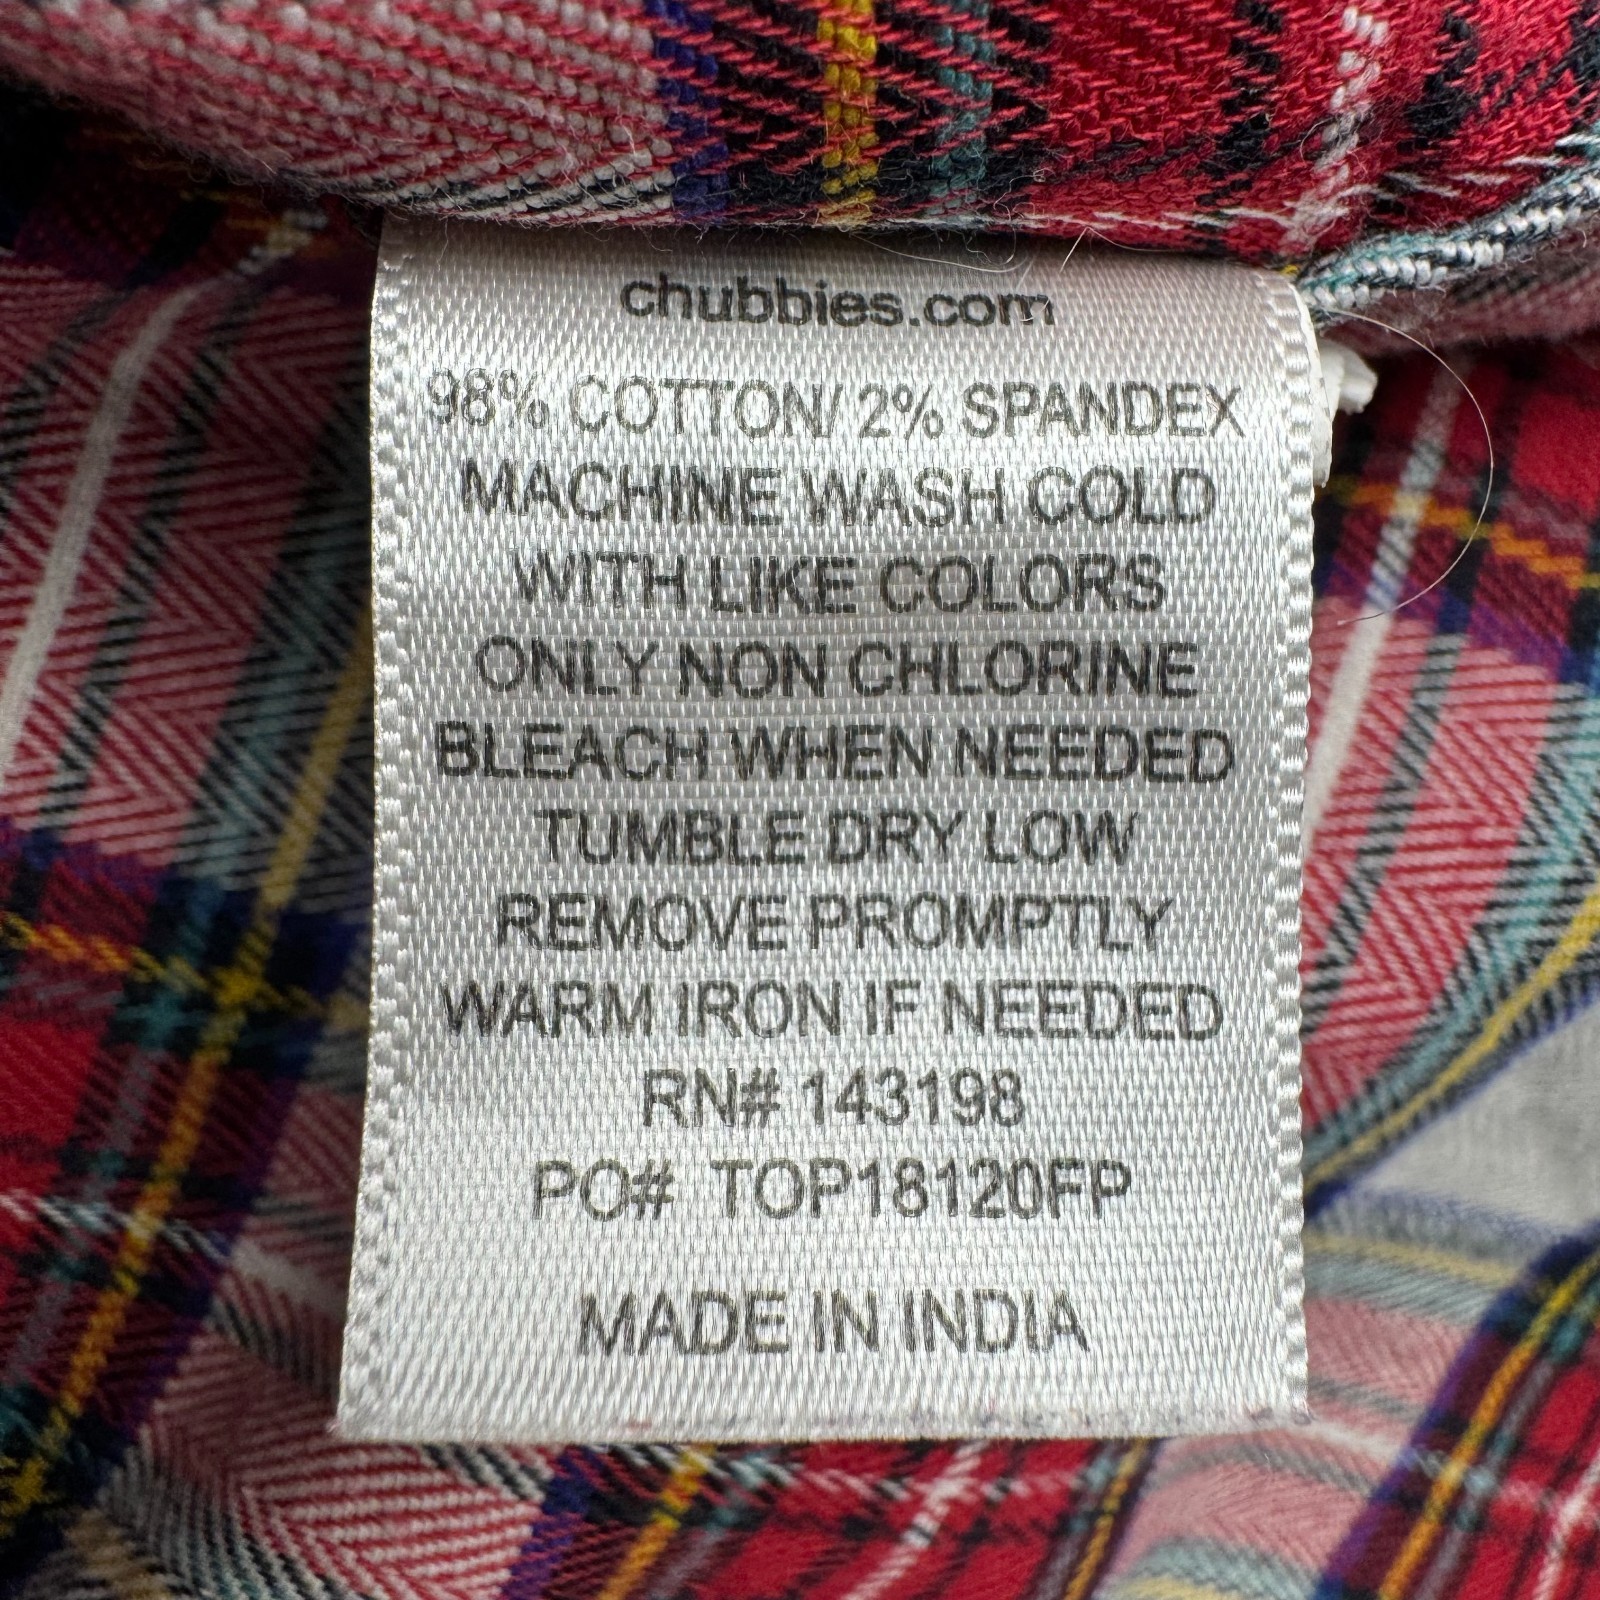 chubbies.com
98% COTTON/ 2% SPANDEX
MACHINE WASH COLD
WITH LIKE COLORS
ONLY NON CHLORINE
BLEACH WHEN NEEDED
TUMBLE DRY LOW
REMOVE PROMPTLY
WARM IRON IF NEEDED
RN# 143198
PO# TOP18120FP
MADE IN INDIA